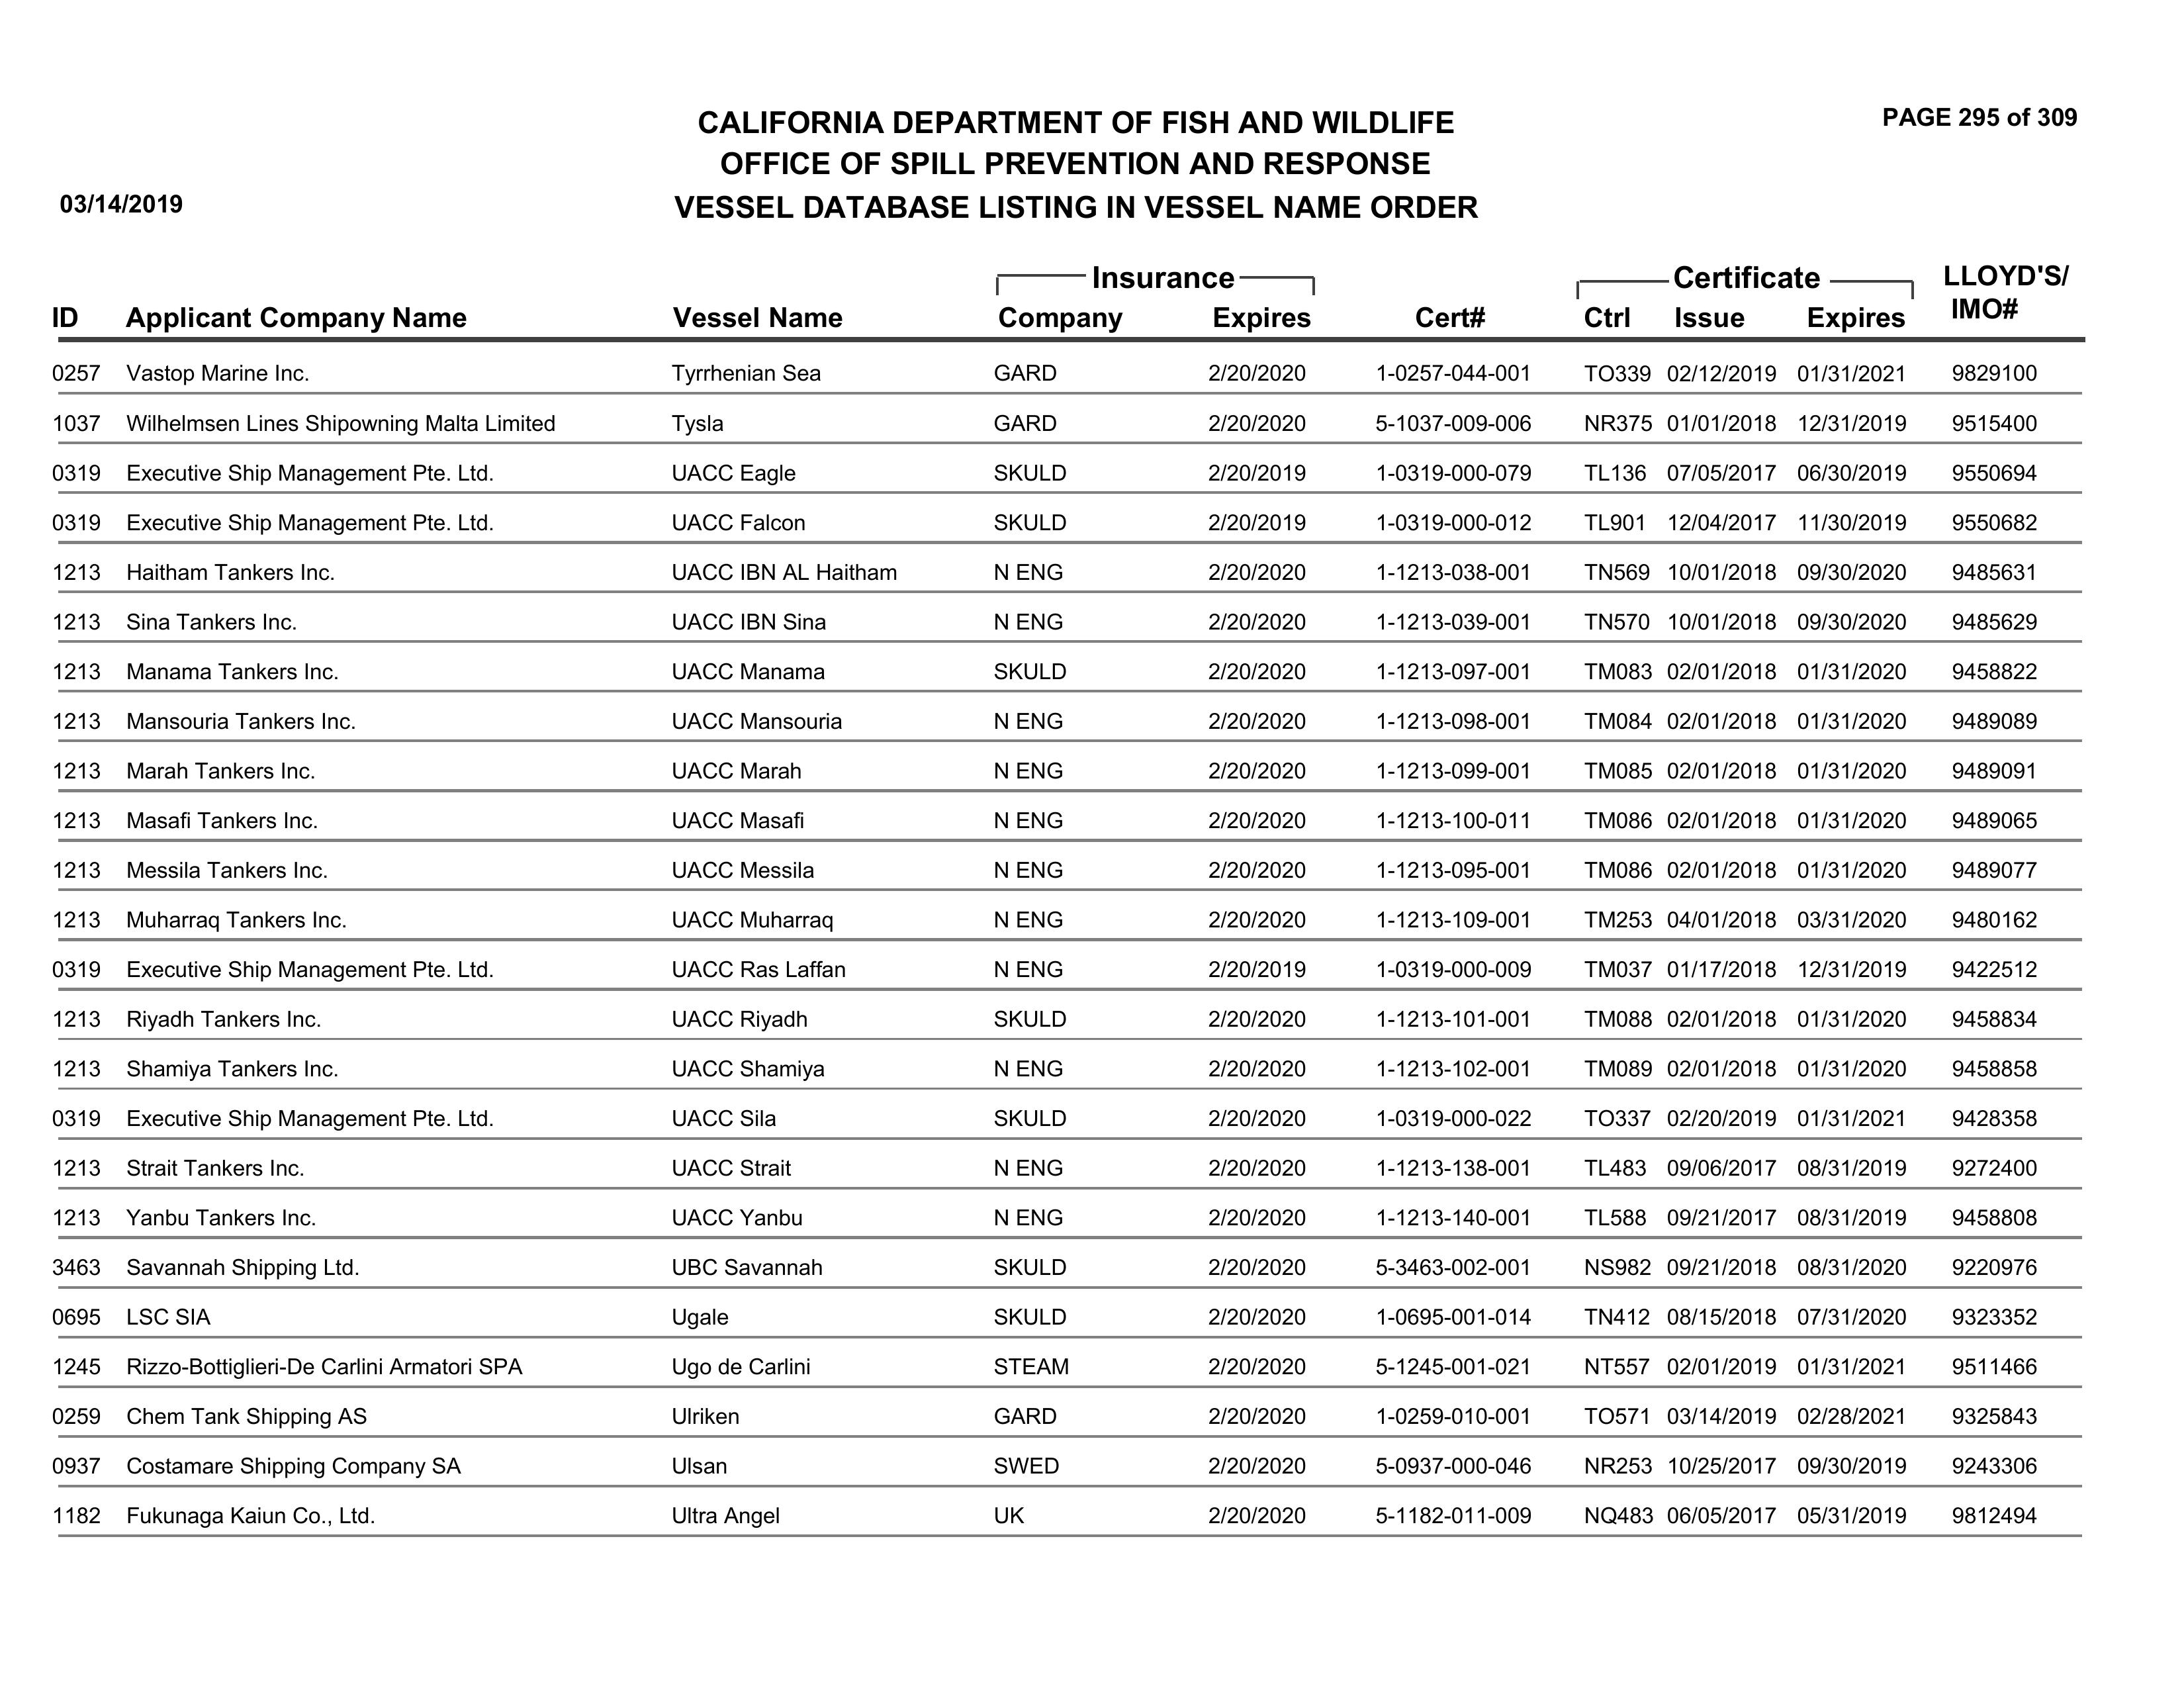 PAGE 295 of 309
CALIFORNIA DEPARTMENT OF FISH AND WILDLIFE
OFFICE OF SPILL PREVENTION AND RESPONSE
03/14/2019 VESSEL DATABASE LISTING IN VESSEL NAME ORDER
Insurance Certificate LLOYD'S/
ID Applicant Company Name Vessel Name Company Expires Cert# Ctrl Issue Expires IMO#
0257 Vastop Marine Inc. Tyrrhenian Sea GARD 2/20/2020 1-0257-044-001 TO339 02/12/2019 01/31/2021 9829100
1037 Wilhelmsen Lines Shipowning Malta Limited Tysla GARD 2/20/2020 5-1037-009-006 NR375 01/01/2018 12/31/2019 9515400
0319 Executive Ship Management Pte. Ltd. UACC Eagle SKULD 2/20/2019 1-0319-000-079 TL136 07/05/2017 06/30/2019 9550694
0319 Executive Ship Management Pte. Ltd. UACC Falcon SKULD 2/20/2019 1-0319-000-012 TL901 12/04/2017 11/30/2019 9550682
1213 Haitham Tankers Inc. UACC IBN AL Haitham N ENG 2/20/2020 1-1213-038-001 TN569 10/01/2018 09/30/2020 9485631
1213 Sina Tankers Inc. UACC IBN Sina N ENG 2/20/2020 1-1213-039-001 TN570 10/01/2018 09/30/2020 9485629
1213 Manama Tankers Inc. UACC Manama SKULD 2/20/2020 1-1213-097-001 TM083 02/01/2018 01/31/2020 9458822
1213 Mansouria Tankers Inc. UACC Mansouria N ENG 2/20/2020 1-1213-098-001 TM084 02/01/2018 01/31/2020 9489089
1213 Marah Tankers Inc. UACC Marah N ENG 2/20/2020 1-1213-099-001 TM085 02/01/2018 01/31/2020 9489091
1213 Masafi Tankers Inc. UACC Masafi N ENG 2/20/2020 1-1213-100-011 TM086 02/01/2018 01/31/2020 9489065
1213 Messila Tankers Inc. UACC Messila N ENG 2/20/2020 1-1213-095-001 TM086 02/01/2018 01/31/2020 9489077
1213 Muharraq Tankers Inc. UACC Muharraq N ENG 2/20/2020 1-1213-109-001 TM253 04/01/2018 03/31/2020 9480162
0319 Executive Ship Management Pte. Ltd. UACC Ras Laffan N ENG 2/20/2019 1-0319-000-009 TM037 01/17/2018 12/31/2019 9422512
1213 Riyadh Tankers Inc. UACC Riyadh SKULD 2/20/2020 1-1213-101-001 TM088 02/01/2018 01/31/2020 9458834
1213 Shamiya Tankers Inc. UACC Shamiya N ENG 2/20/2020 1-1213-102-001 TM089 02/01/2018 01/31/2020 9458858
0319 Executive Ship Management Pte. Ltd. UACC Sila SKULD 2/20/2020 1-0319-000-022 TO337 02/20/2019 01/31/2021 9428358
1213 Strait Tankers Inc. UACC Strait N ENG 2/20/2020 1-1213-138-001 TL483 09/06/2017 08/31/2019 9272400
1213 Yanbu Tankers Inc. UACC Yanbu N ENG 2/20/2020 1-1213-140-001 TL588 09/21/2017 08/31/2019 9458808
3463 Savannah Shipping Ltd. UBC Savannah SKULD 2/20/2020 5-3463-002-001 NS982 09/21/2018 08/31/2020 9220976
0695 LSC SIA Ugale SKULD 2/20/2020 1-0695-001-014 TN412 08/15/2018 07/31/2020 9323352
1245 Rizzo-Bottiglieri-De Carlini Armatori SPA Ugo de Carlini STEAM 2/20/2020 5-1245-001-021 NT557 02/01/2019 01/31/2021 9511466
0259 Chem Tank Shipping AS Ulriken GARD 2/20/2020 1-0259-010-001 TO571 03/14/2019 02/28/2021 9325843
0937 Costamare Shipping Company SA Ulsan SWED 2/20/2020 5-0937-000-046 NR253 10/25/2017 09/30/2019 9243306
1182 Fukunaga Kaiun Co., Ltd. Ultra Angel UK 2/20/2020 5-1182-011-009 NQ483 06/05/2017 05/31/2019 9812494